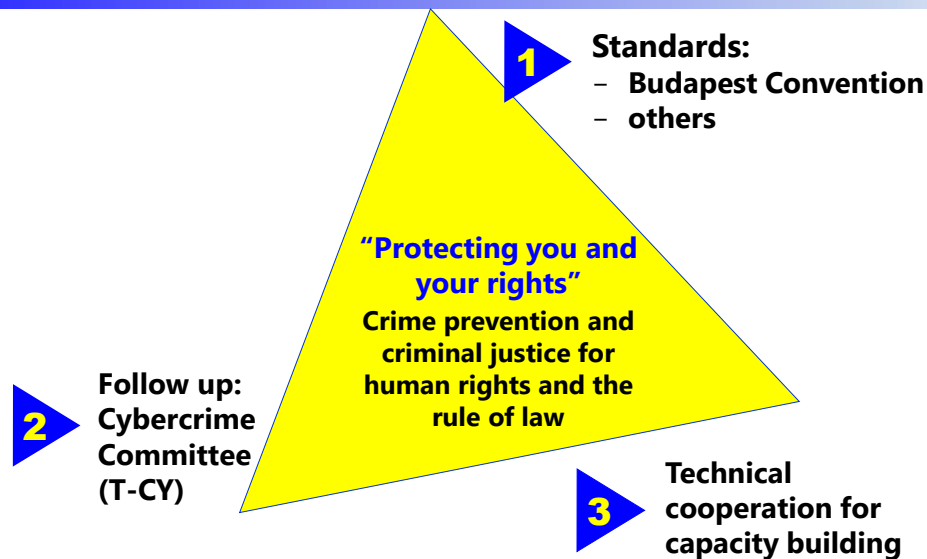 1
Standards:
– Budapest Convention
– others
“Protecting you and
your rights”
Crime prevention and
criminal justice for
human rights and the
rule of law
2
Follow up:
Cybercrime
Committee
(T-CY)
3
Technical
cooperation for
capacity building